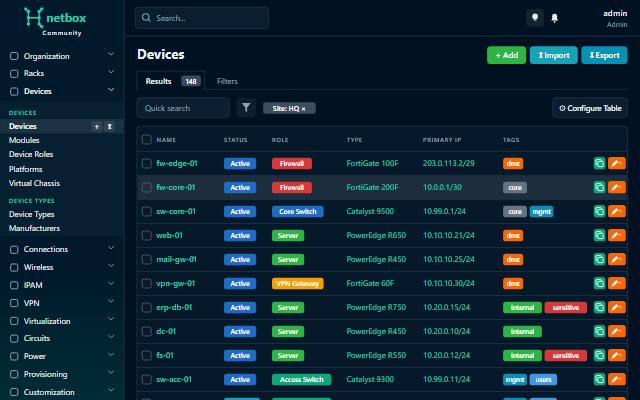 netbox
Community
Search...
admin
Admin
Organization
Racks
Devices
DEVICES
Devices
Modules
Device Roles
Platforms
Virtual Chassis
DEVICE TYPES
Device Types
Manufacturers
Connections
Wireless
IPAM
VPN
Virtualization
Circuits
Power
Provisioning
Customization
Devices
+ Add
Import
Export
Results 148
Filters
Quick search
Site: HQ ×
Configure Table
NAME STATUS ROLE TYPE PRIMARY IP TAGS
fw-edge-01 Active Firewall FortiGate 100F 203.0.113.2/29 dmz
fw-core-01 Active Firewall FortiGate 200F 10.0.0.1/30 core
sw-core-01 Active Core Switch Catalyst 9500 10.99.0.1/24 core mgmt
web-01 Active Server PowerEdge R650 10.10.10.21/24 dmz
mail-gw-01 Active Server PowerEdge R450 10.10.10.25/24 dmz
vpn-gw-01 Active VPN Gateway FortiGate 60F 10.10.10.30/24 dmz
erp-db-01 Active Server PowerEdge R750 10.20.0.15/24 internal sensitive
dc-01 Active Server PowerEdge R450 10.20.0.10/24 internal
fs-01 Active Server PowerEdge R550 10.20.0.12/24 internal sensitive
sw-acc-01 Active Access Switch Catalyst 9300 10.99.0.11/24 mgmt users